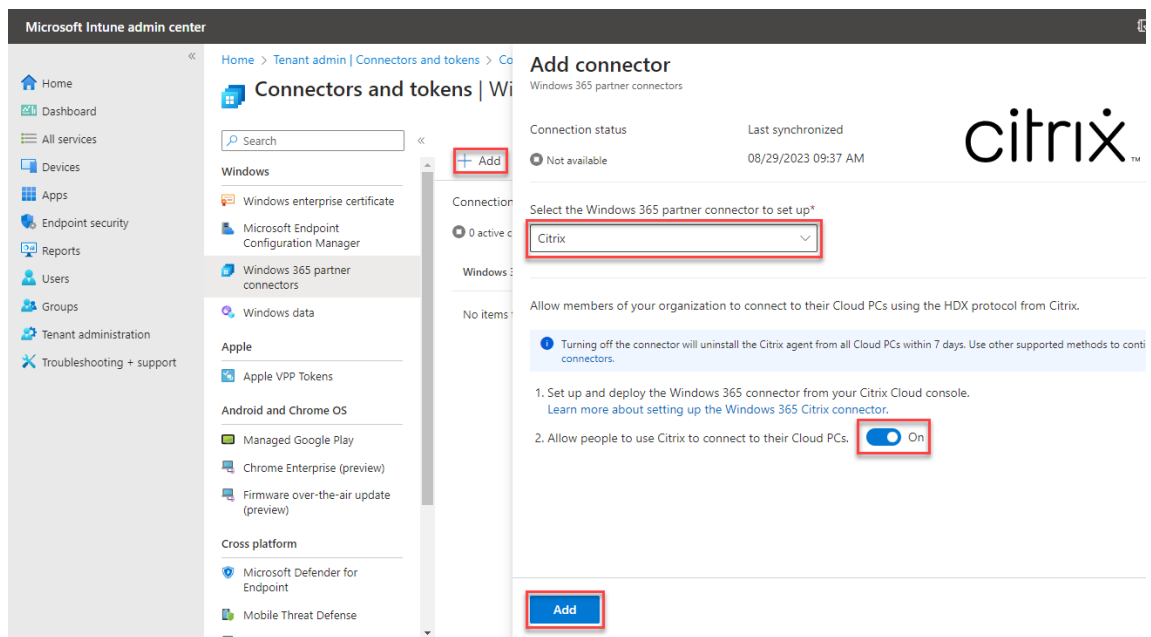 Microsoft Intune admin center
Home
Dashboard
All services
Devices
Apps
Endpoint security
Reports
Users
Groups
Tenant administration
Troubleshooting + support
Home > Tenant admin | Connectors and tokens > Co
Connectors and tokens | Wi
Search
Windows
Windows enterprise certificate
Microsoft Endpoint
Configuration Manager
Windows 365 partner
connectors
Windows data
Apple
Apple VPP Tokens
Android and Chrome OS
Managed Google Play
Chrome Enterprise (preview)
Firmware over-the-air update
(preview)
Cross platform
Microsoft Defender for
Endpoint
Mobile Threat Defense
+ Add
Connection
0 active c
Windows 3
No items
Add connector
Windows 365 partner connectors
citrix™
Connection status
Last synchronized
Not available
08/29/2023 09:37 AM
Select the Windows 365 partner connector to set up*
Citrix
Allow members of your organization to connect to their Cloud PCs using the HDX protocol from Citrix.
Turning off the connector will uninstall the Citrix agent from all Cloud PCs within 7 days. Use other supported methods to conti
connectors.
1. Set up and deploy the Windows 365 connector from your Citrix Cloud console.
Learn more about setting up the Windows 365 Citrix connector.
2. Allow people to use Citrix to connect to their Cloud PCs.
On
Add